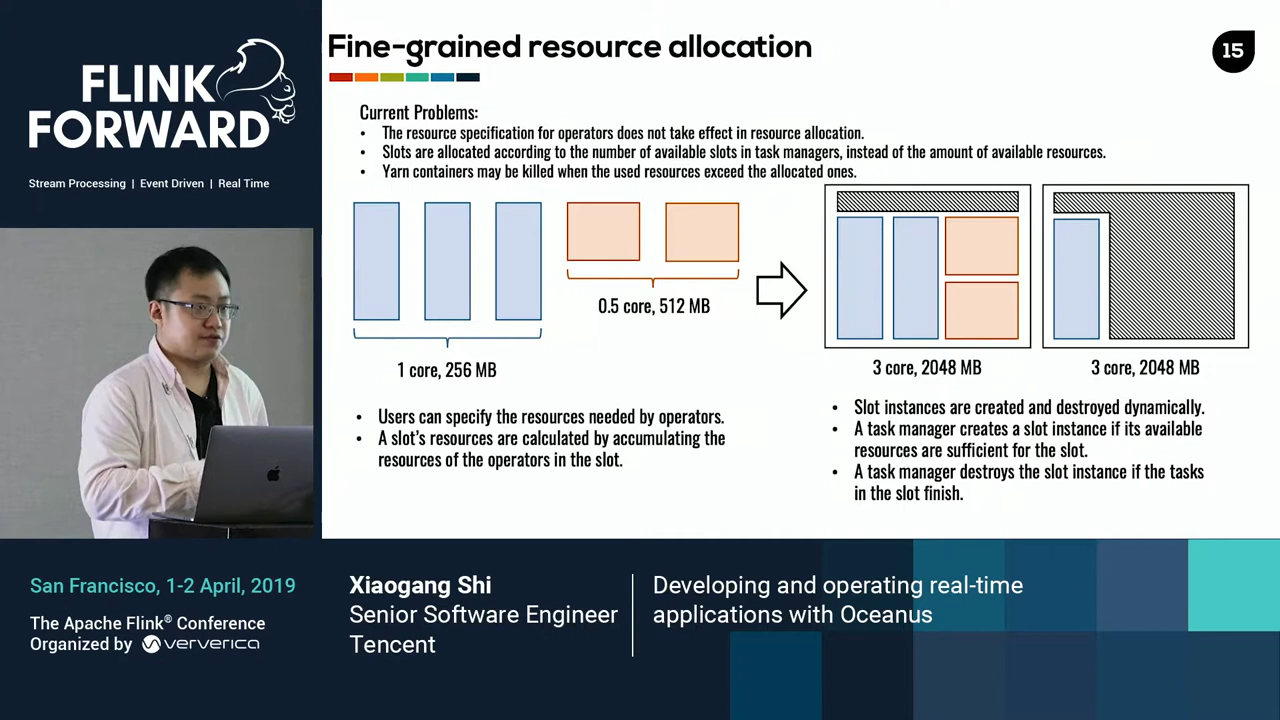 FLINK
FORWARD
Stream Processing | Event Driven | Real Time
Fine-grained resource allocation
15
Current Problems:
• The resource specification for operators does not take effect in resource allocation.
• Slots are allocated according to the number of available slots in task managers, instead of the amount of available resources.
• Yarn containers may be killed when the used resources exceed the allocated ones.
0.5 core, 512 MB
1 core, 256 MB
3 core, 2048 MB
3 core, 2048 MB
• Users can specify the resources needed by operators.
• A slot's resources are calculated by accumulating the
resources of the operators in the slot.
• Slot instances are created and destroyed dynamically.
• A task manager creates a slot instance if its available
resources are sufficient for the slot.
• A task manager destroys the slot instance if the tasks
in the slot finish.
San Francisco, 1-2 April, 2019
The Apache Flink® Conference
Organized by ververica
Xiaogang Shi
Senior Software Engineer
Tencent
Developing and operating real-time
applications with Oceanus